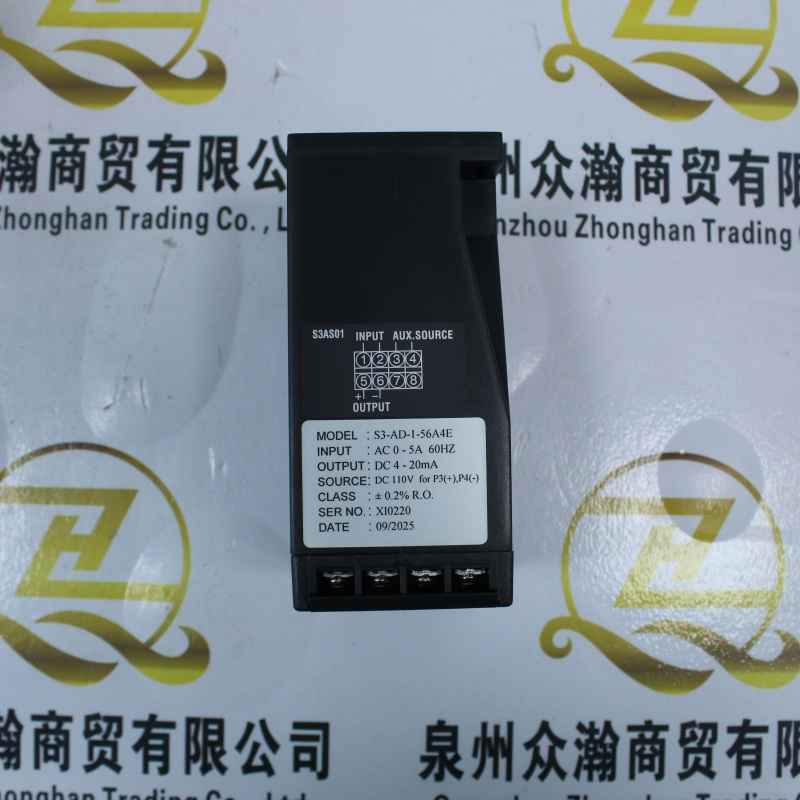 瀚商贸有限公
州众瀚商贸有限
Zhonghan Trading Co., L
nzhou Zhonghan Trading
S3AS01 INPUT AUX.SOURCE
1 2 3 4
5 6 7 8
+ −
OUTPUT
MODEL : S3-AD-1-56A4E
INPUT : AC 0 - 5A 60HZ
OUTPUT : DC 4 - 20mA
SOURCE : DC 110V for P3(+),P4(-)
CLASS : ± 0.2% R.O.
SER NO. : XI0220
DATE : 09/2025
瀚商贸有限公司
泉州众瀚商贸有限
Zhonghan Trading Co., Ltd